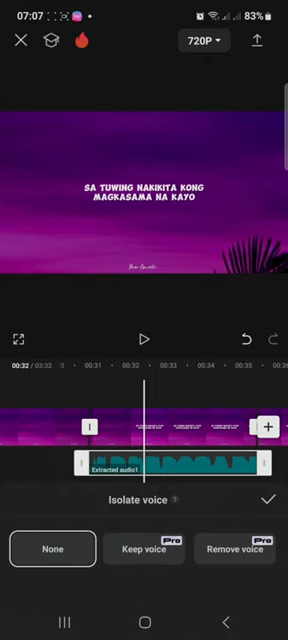 07:07
83%
720P
SA TUWING NAKIKITA KONG
MAGKASAMA NA KAYO
00:32 / 03:32
00:31
00:32
00:33
00:34
00:35
Extracted audio1
Isolate voice ?
None
Keep voice
Pro
Remove voice
Pro